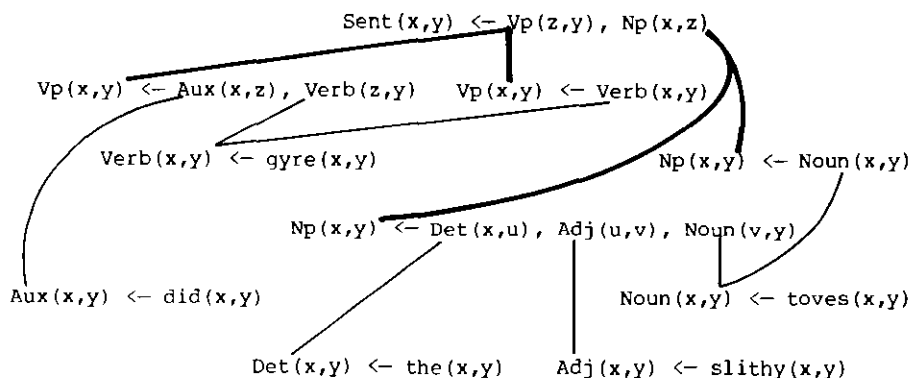 Sent(x,y) <- Vp(z,y), Np(x,z)
Vp(x,y) <- Aux(x,z), Verb(z,y) Vp(x,y) <- Verb(x,y)
Verb(x,y) <- gyre(x,y) Np(x,y) <- Noun(x,y)
Np(x,y) <- Det(x,u), Adj(u,v), Noun(v,y)
Aux(x,y) <- did(x,y) Noun(x,y) <- toves(x,y)
Det(x,y) <- the(x,y) Adj(x,y) <- slithy(x,y)